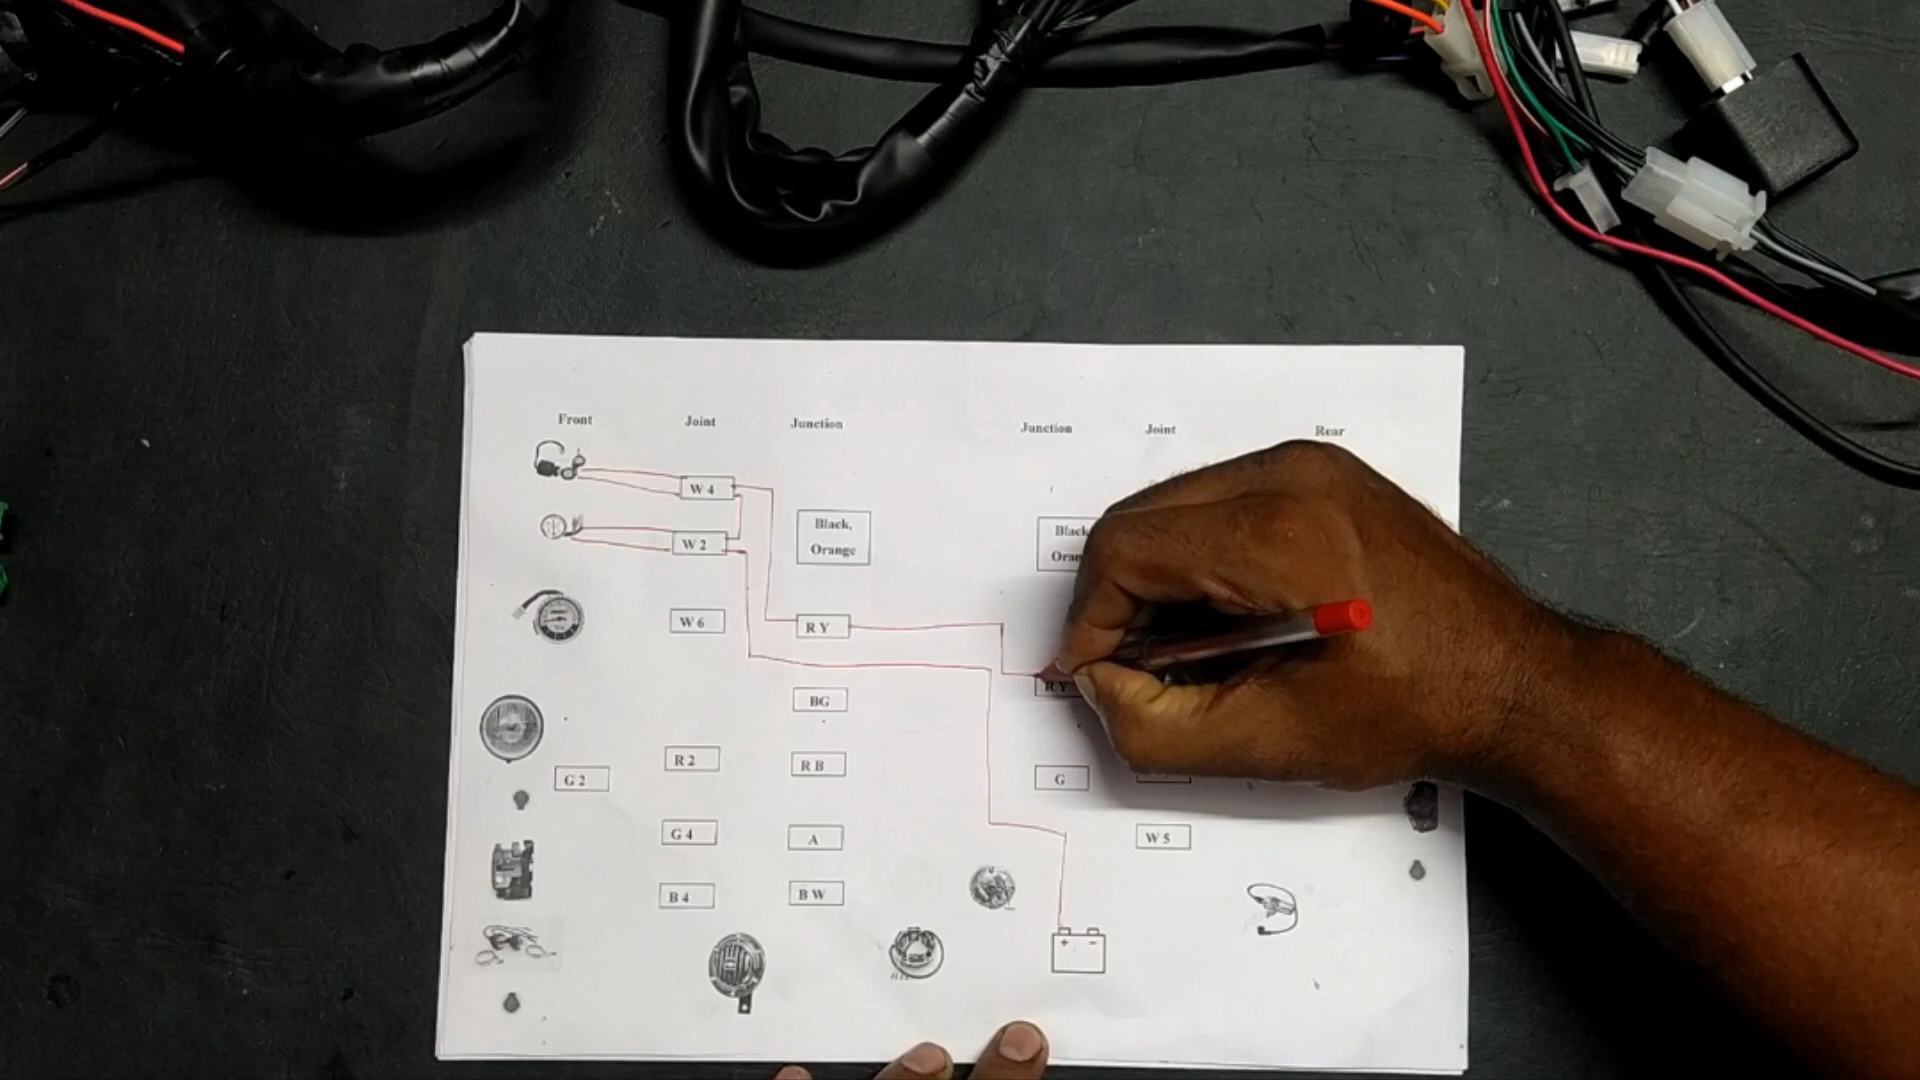 Front Joint Junction Junction Joint Rear
W 4
Black,
Orange
W 2
W 6
R Y
R Y
BG
R 2
R B
G 2
G
G 4
A
W 5
B 4
B W
+ −